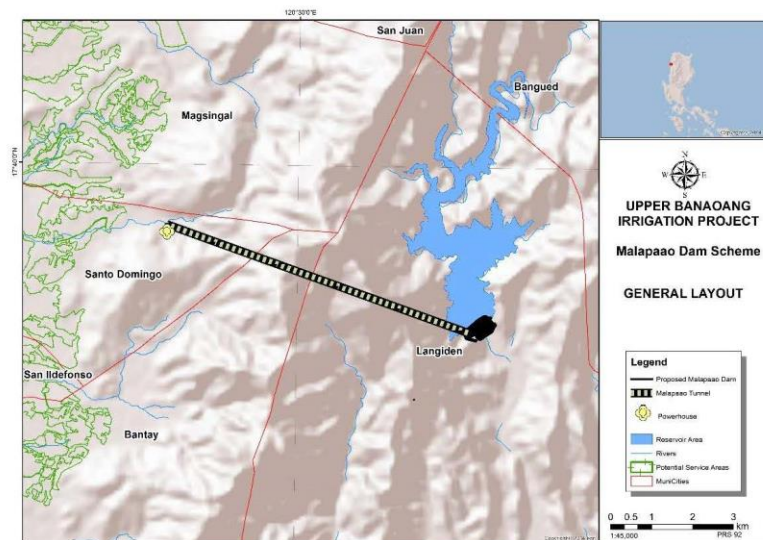 120°30'0"E
San Juan
Bangued
Magsingal
17°40'0"N
Santo Domingo
Langiden
San Ildefonso
Bantay
N
W
E
S
UPPER BANAOANG
IRRIGATION PROJECT
Malapaao Dam Scheme
GENERAL LAYOUT
Legend
Proposed Malapaao Dam
Malapaao Tunnel
Powerhouse
Reservoir Area
Rivers
Potential Service Areas
MuniCities
0 0.5 1 2 3
km
1:45,000
PRS 92